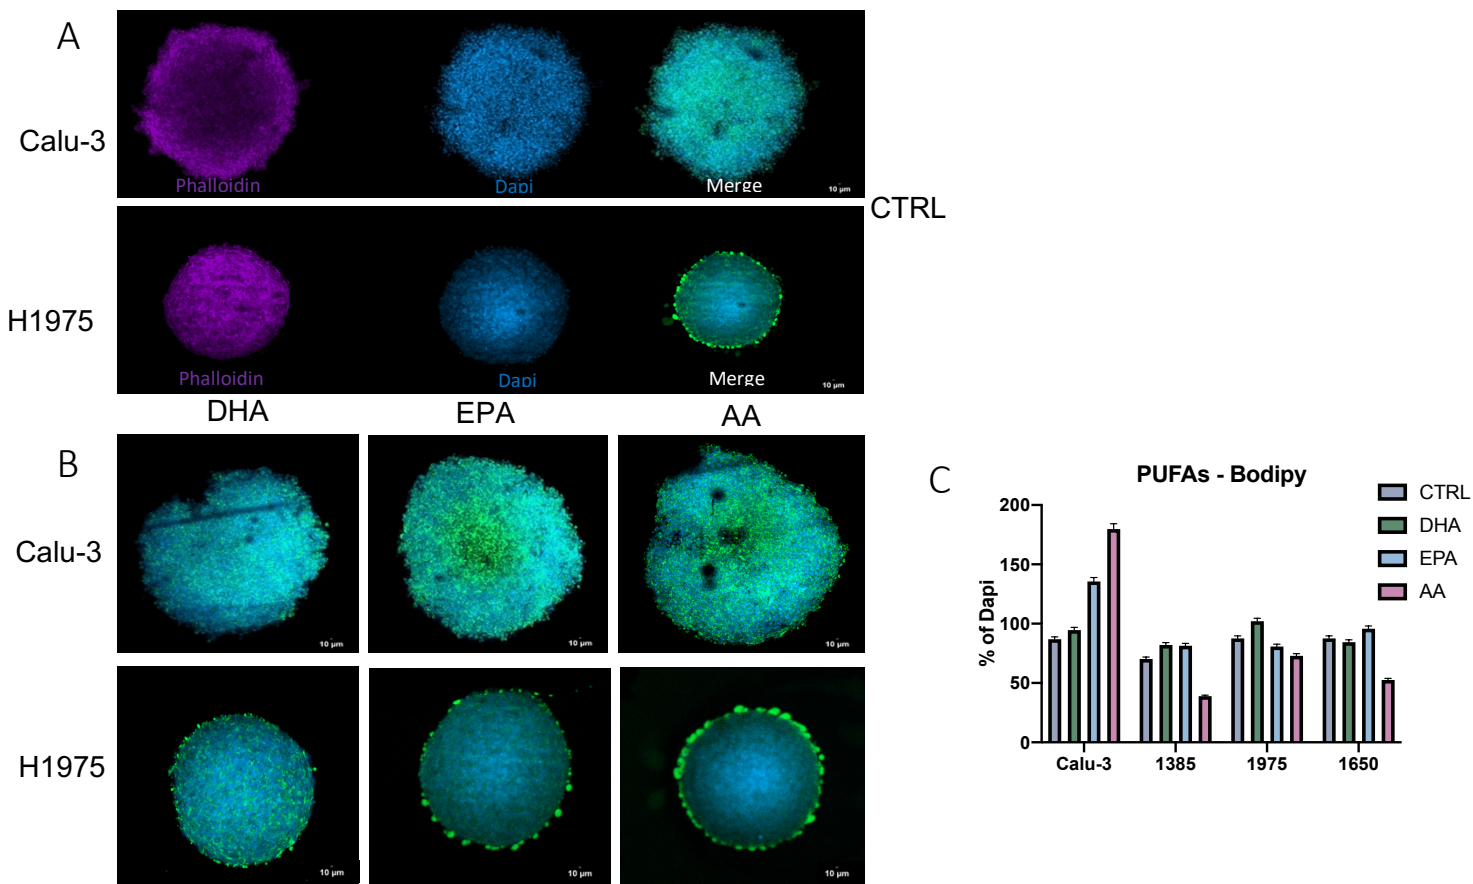 A
Calu-3
Phalloidin
Dapi
Merge
10 µm
CTRL
H1975
Phalloidin
Dapi
Merge
10 µm
DHA
EPA
AA
B
Calu-3
10 µm
10 µm
10 µm
H1975
10 µm
10 µm
10 µm
C
PUFAs - Bodipy
% of Dapi
200
150
100
50
0
Calu-3
1385
1975
1650
CTRL
DHA
EPA
AA